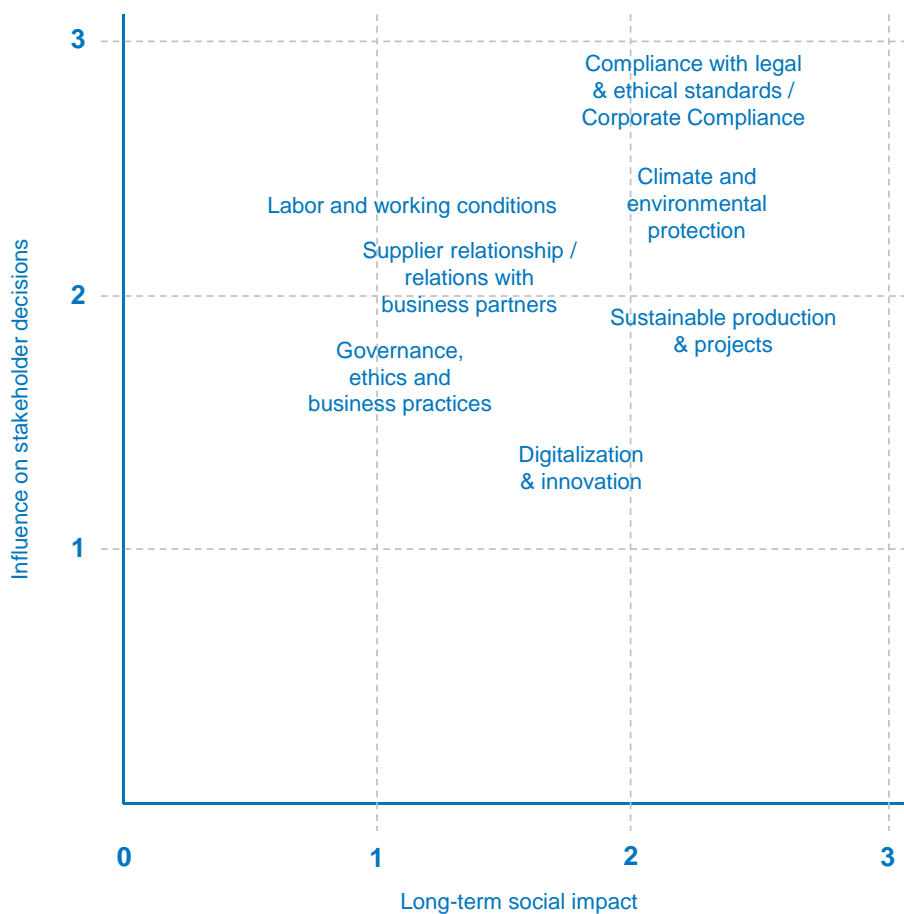 3
Compliance with legal
& ethical standards /
Corporate Compliance
Climate and
environmental
protection
Labor and working conditions
Supplier relationship /
relations with
business partners
2
Sustainable production
& projects
Governance,
ethics and
business practices
Digitalization
& innovation
1
Influence on stakeholder decisions
0 1 2 3
Long-term social impact